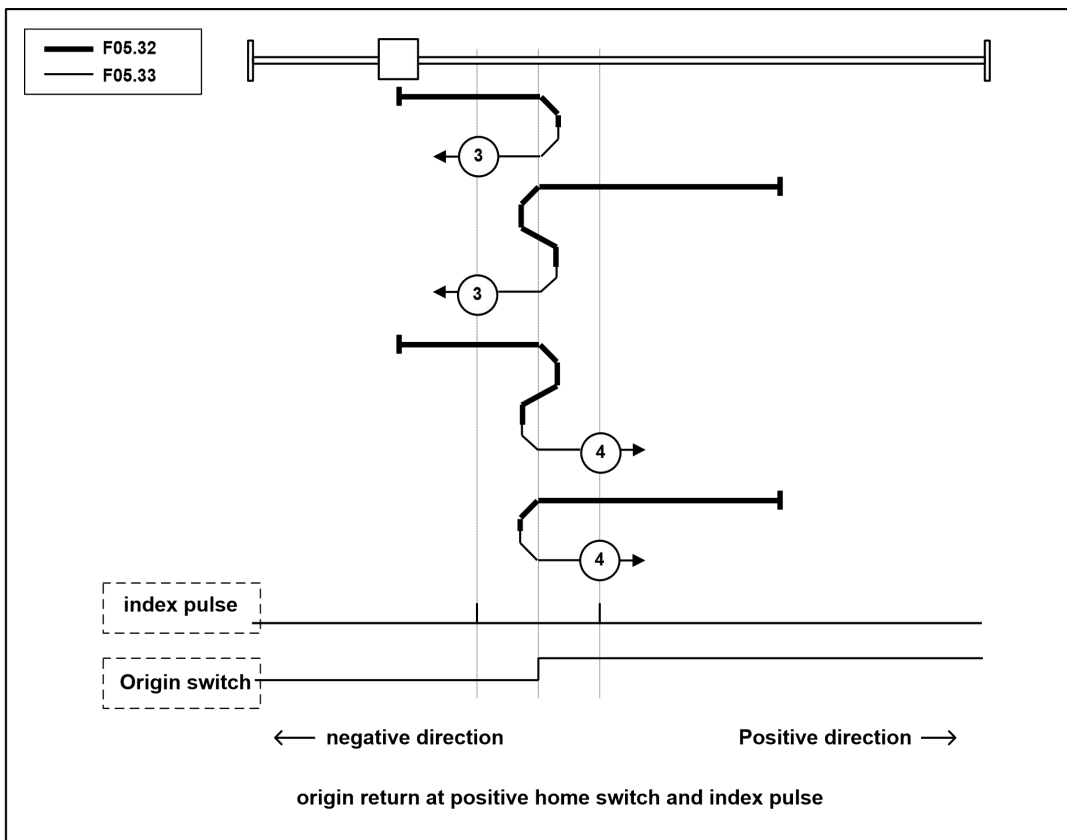 F05.32
F05.33
3
3
4
4
index pulse
Origin switch
negative direction
Positive direction
origin return at positive home switch and index pulse